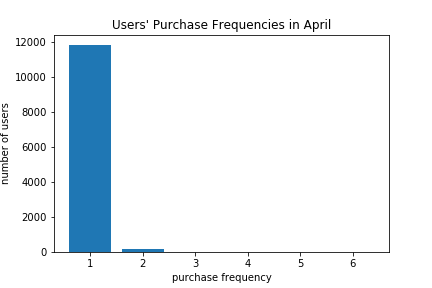 Users' Purchase Frequencies in April
12000
10000
8000
6000
4000
2000
0
number of users
1 2 3 4 5 6
purchase frequency